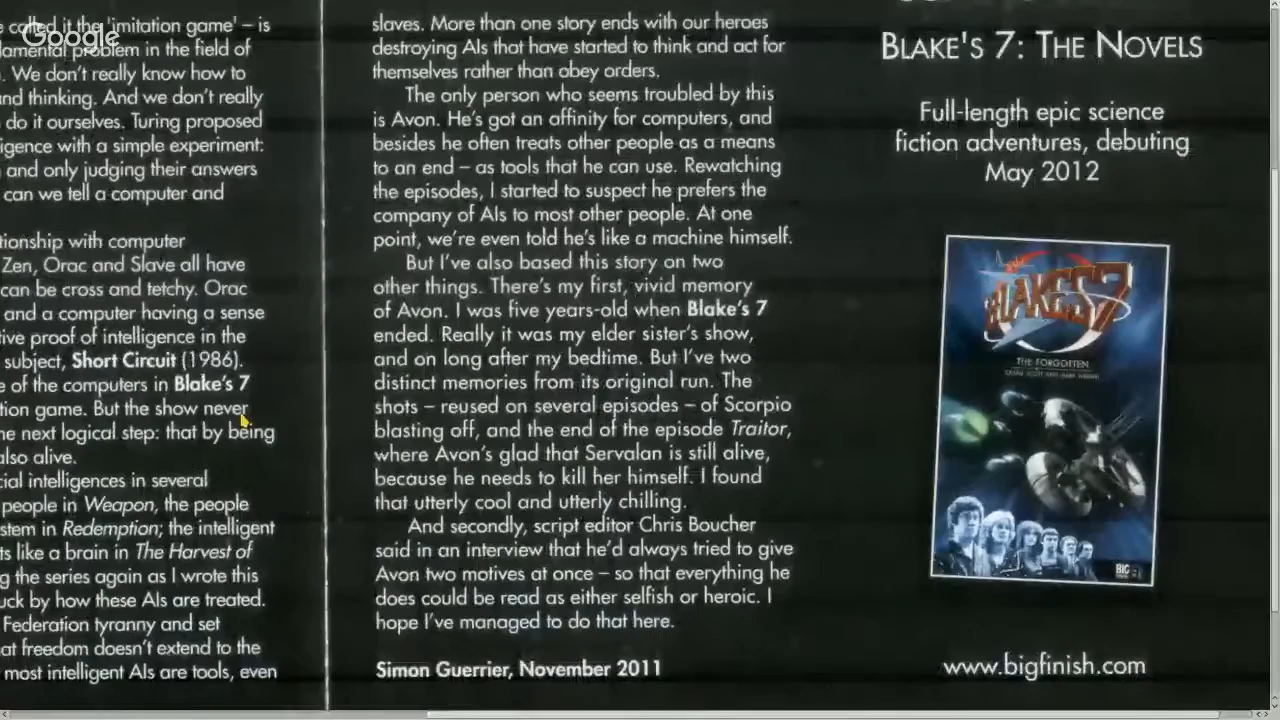 Google
e called it the 'imitation game' – is
lamental problem in the field of
. We don't really know how to
and thinking. And we don't really
do it ourselves. Turing proposed
igence with a simple experiment:
and only judging their answers
can we tell a computer and
tionship with computer
Zen, Orac and Slave all have
can be cross and tetchy. Orac
and a computer having a sense
tive proof of intelligence in the
subject, Short Circuit (1986).
e of the computers in Blake's 7
tion game. But the show never
he next logical step: that by being
also alive.
cial intelligences in several
people in Weapon, the people
stem in Redemption; the intelligent
ts like a brain in The Harvest of
g the series again as I wrote this
uck by how these AIs are treated.
Federation tyranny and set
at freedom doesn't extend to the
most intelligent AIs are tools, even
slaves. More than one story ends with our heroes
destroying AIs that have started to think and act for
themselves rather than obey orders.
The only person who seems troubled by this
is Avon. He's got an affinity for computers, and
besides he often treats other people as a means
to an end – as tools that he can use. Rewatching
the episodes, I started to suspect he prefers the
company of AIs to most other people. At one
point, we're even told he's like a machine himself.
But I've also based this story on two
other things. There's my first, vivid memory
of Avon. I was five years-old when Blake's 7
ended. Really it was my elder sister's show,
and on long after my bedtime. But I've two
distinct memories from its original run. The
shots – reused on several episodes – of Scorpio
blasting off, and the end of the episode Traitor,
where Avon's glad that Servalan is still alive,
because he needs to kill her himself. I found
that utterly cool and utterly chilling.
And secondly, script editor Chris Boucher
said in an interview that he'd always tried to give
Avon two motives at once – so that everything he
does could be read as either selfish or heroic. I
hope I've managed to do that here.
Simon Guerrier, November 2011
BLAKE'S 7: THE NOVELS
Full-length epic science
fiction adventures, debuting
May 2012
BLAKES 7
THE FORGOTTEN
BIG
www.bigfinish.com